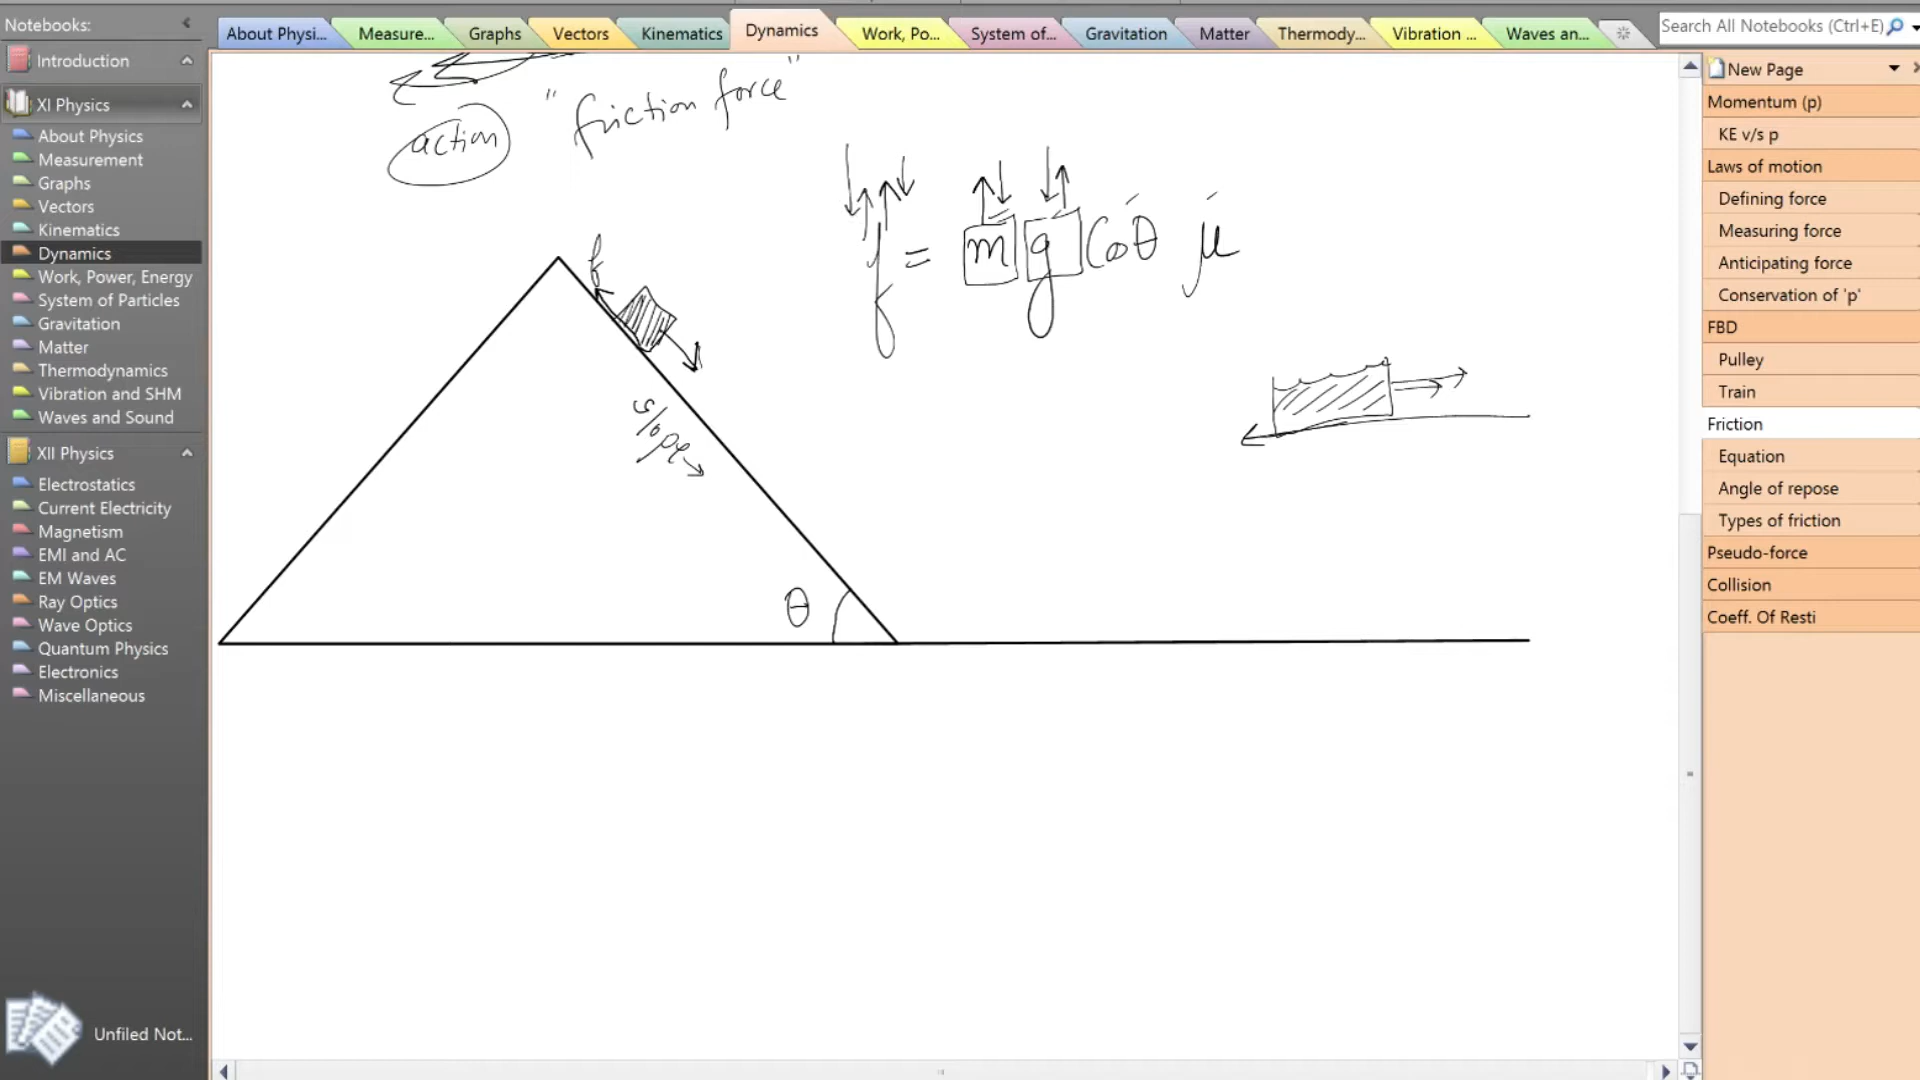 Notebooks:
Introduction
XI Physics
About Physics
Measurement
Graphs
Vectors
Kinematics
Dynamics
Work, Power, Energy
System of Particles
Gravitation
Matter
Thermodynamics
Vibration and SHM
Waves and Sound
XII Physics
Electrostatics
Current Electricity
Magnetism
EMI and AC
EM Waves
Ray Optics
Wave Optics
Quantum Physics
Electronics
Miscellaneous
Unfiled Not...
About Physi... Measure... Graphs Vectors Kinematics Dynamics Work, Po... System of... Gravitation Matter Thermody... Vibration ... Waves an...
Search All Notebooks (Ctrl+E)
"friction force"
action
f = m g Cosθ μ
f
slope
θ
New Page
Momentum (p)
KE v/s p
Laws of motion
Defining force
Measuring force
Anticipating force
Conservation of 'p'
FBD
Pulley
Train
Friction
Equation
Angle of repose
Types of friction
Pseudo-force
Collision
Coeff. Of Resti